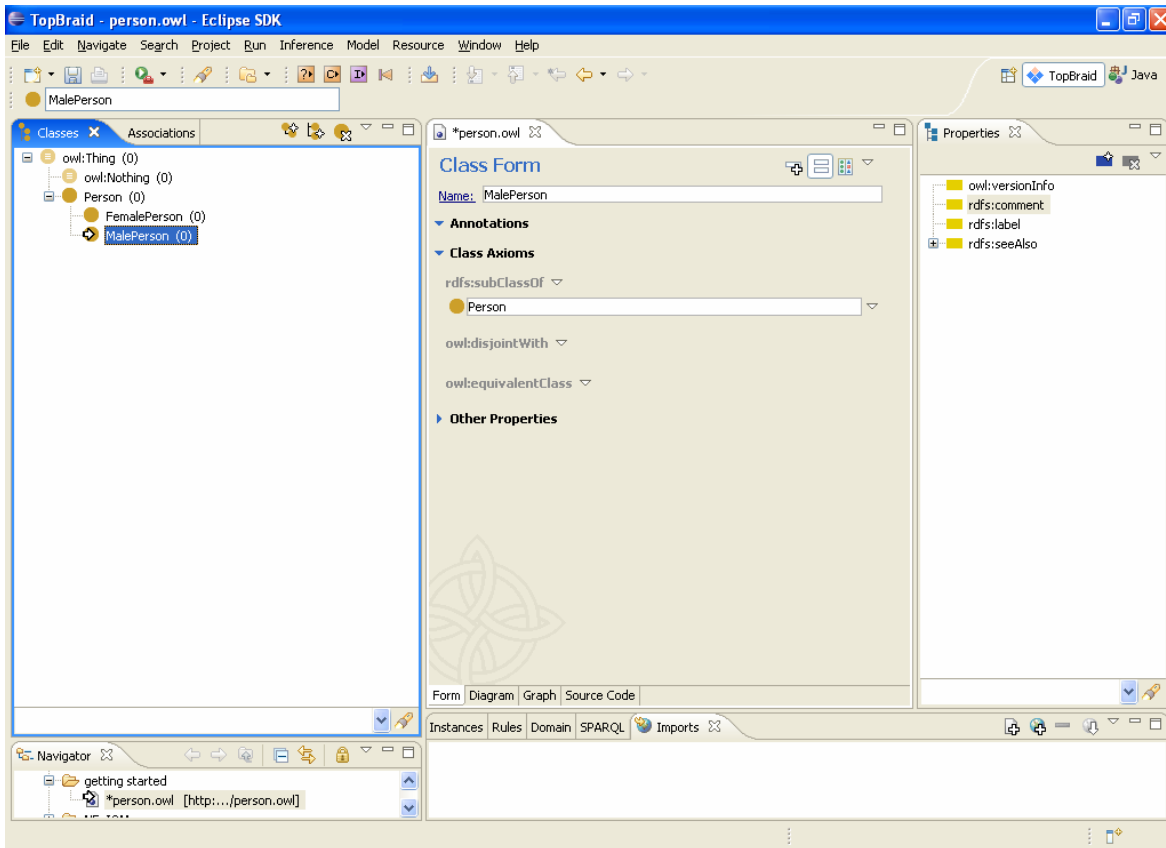 TopBraid - person.owl - Eclipse SDK
File Edit Navigate Search Project Run Inference Model Resource Window Help
TopBraid Java
MalePerson
Classes Associations
owl:Thing (0)
owl:Nothing (0)
Person (0)
FemalePerson (0)
MalePerson (0)
*person.owl
Class Form
Name: MalePerson
Annotations
Class Axioms
rdfs:subClassOf
Person
owl:disjointWith
owl:equivalentClass
Other Properties
Form Diagram Graph Source Code
Properties
owl:versionInfo
rdfs:comment
rdfs:label
rdfs:seeAlso
Navigator
getting started
*person.owl [http:.../person.owl]
Instances Rules Domain SPARQL Imports